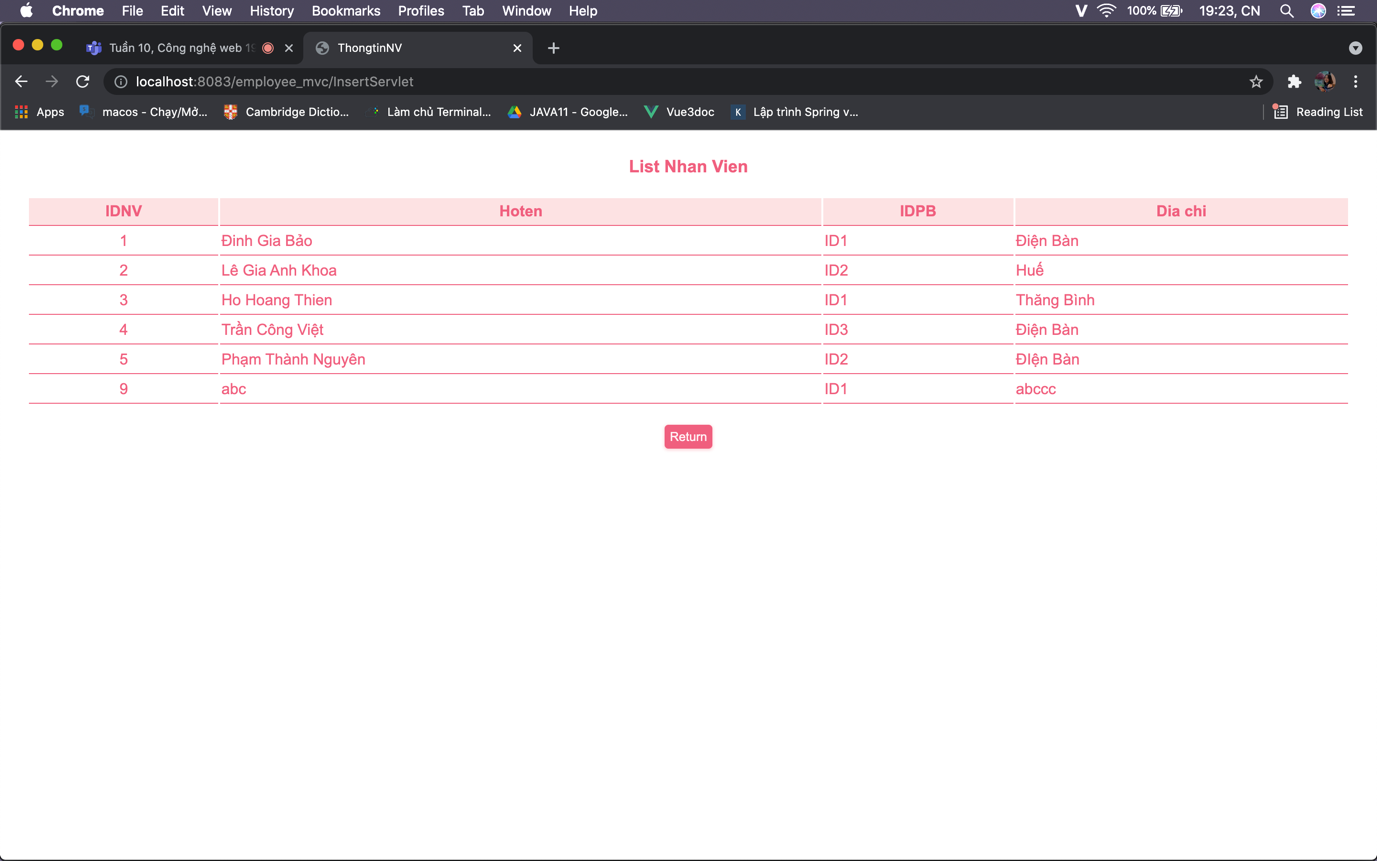 Chrome File Edit View History Bookmarks Profiles Tab Window Help V 100% 19:23, CN
Tuần 10, Công nghệ web 19 ThongtinNV
localhost:8083/employee_mvc/InsertServlet
Apps macos - Chạy/Mở... Cambridge Dictio... Làm chủ Terminal... JAVA11 - Google... Vue3doc K Lập trình Spring v... Reading List
List Nhan Vien
IDNV Hoten IDPB Dia chi
1 Đinh Gia Bảo ID1 Điện Bàn
2 Lê Gia Anh Khoa ID2 Huế
3 Ho Hoang Thien ID1 Thăng Bình
4 Trần Công Việt ID3 Điện Bàn
5 Phạm Thành Nguyên ID2 ĐIện Bàn
9 abc ID1 abccc
Return